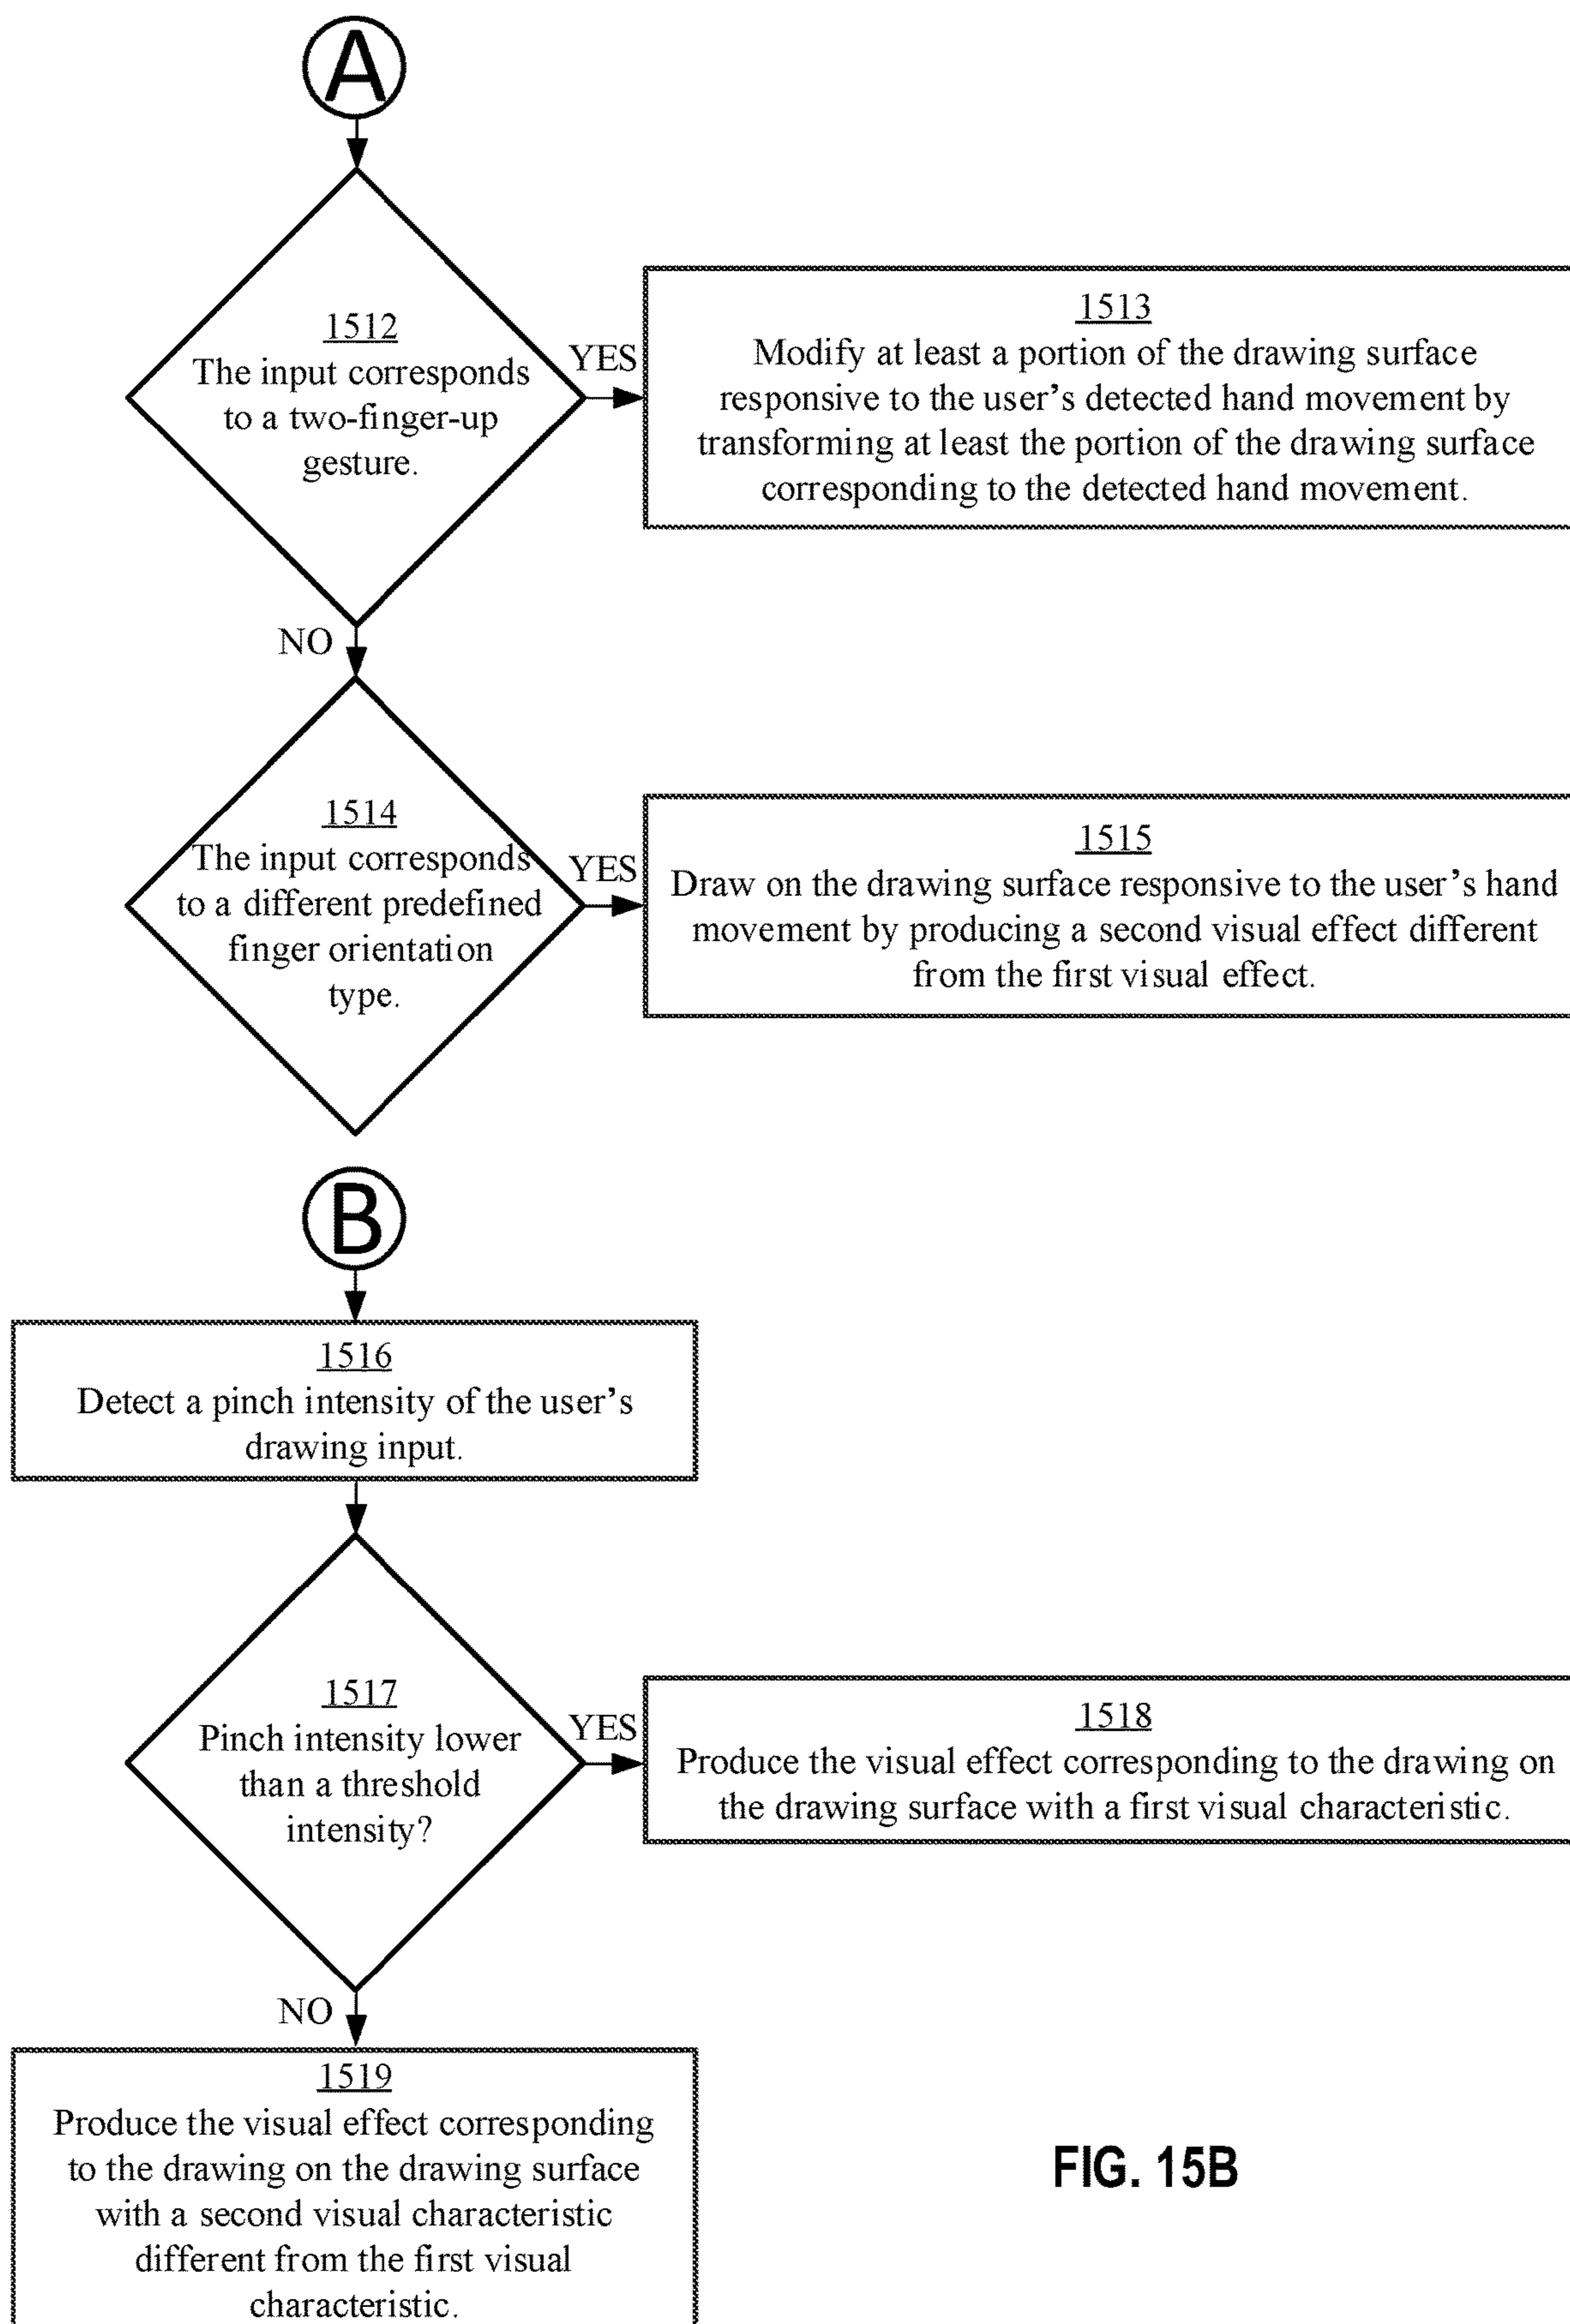 A
1512
The input corresponds
to a two-finger-up
gesture.
YES
1513
Modify at least a portion of the drawing surface
responsive to the user’s detected hand movement by
transforming at least the portion of the drawing surface
corresponding to the detected hand movement.
NO
1514
The input corresponds
to a different predefined
finger orientation
type.
YES
1515
Draw on the drawing surface responsive to the user’s hand
movement by producing a second visual effect different
from the first visual effect.
B
1516
Detect a pinch intensity of the user’s
drawing input.
1517
Pinch intensity lower
than a threshold
intensity?
YES
1518
Produce the visual effect corresponding to the drawing on
the drawing surface with a first visual characteristic.
NO
1519
Produce the visual effect corresponding
to the drawing on the drawing surface
with a second visual characteristic
different from the first visual
characteristic.
FIG. 15B